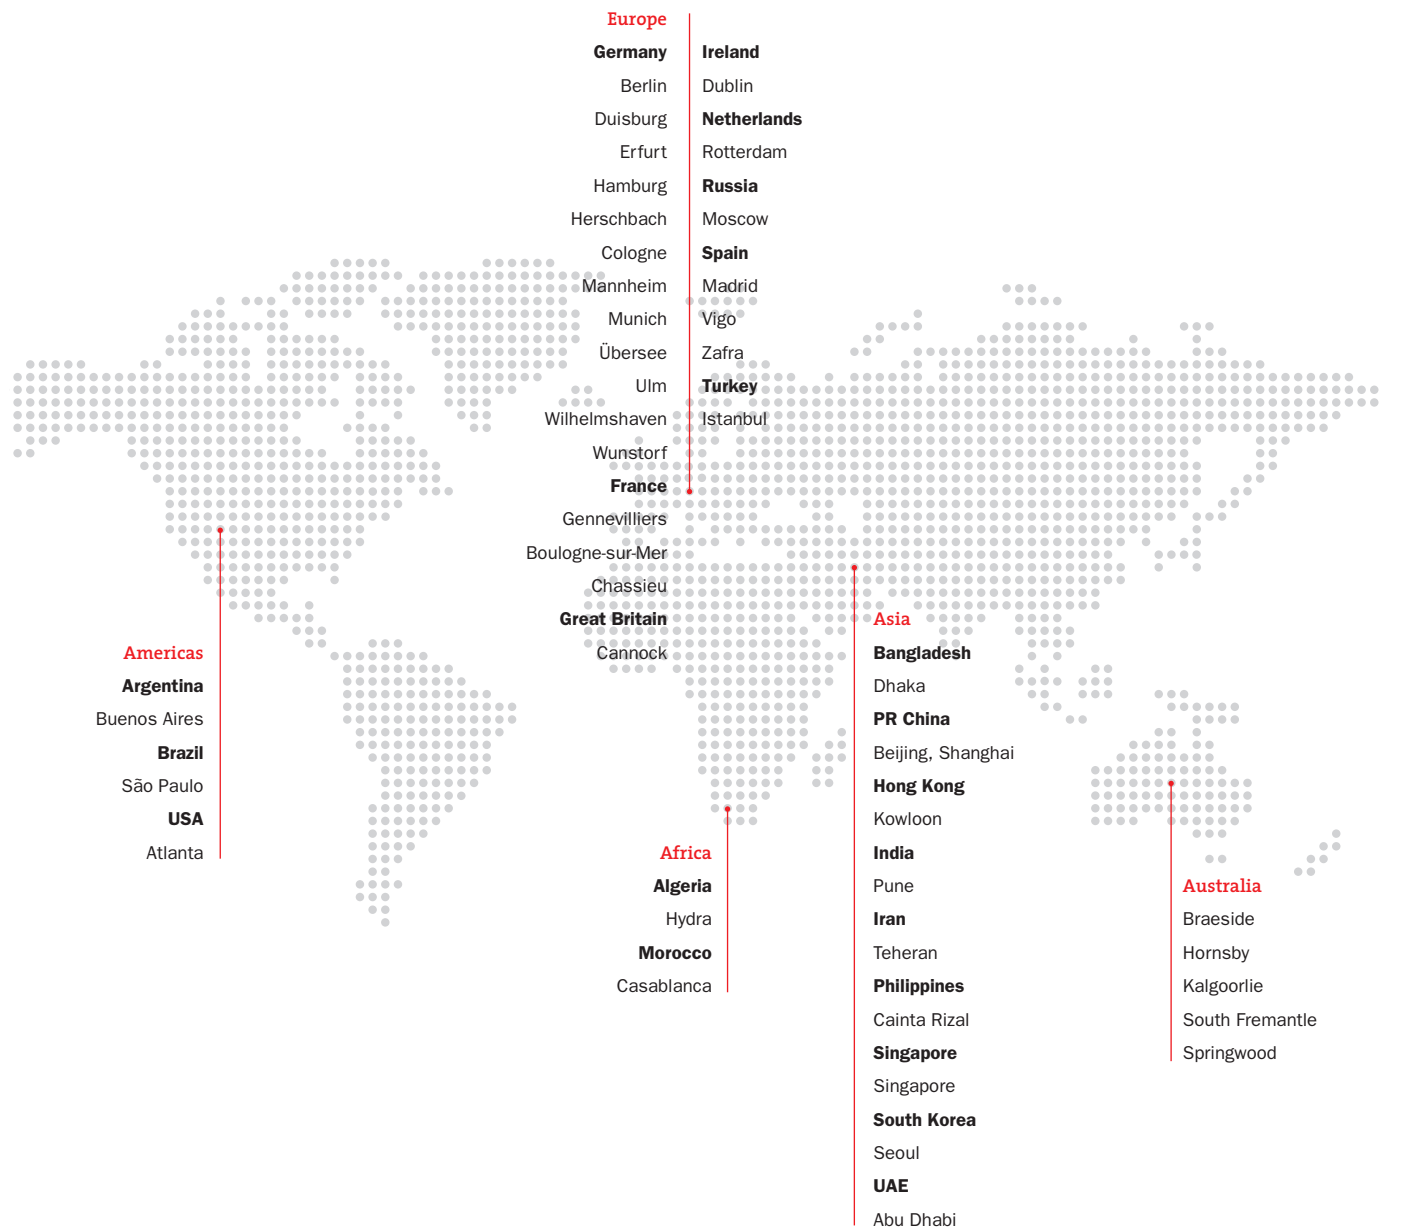 Europe
Germany
Berlin
Duisburg
Erfurt
Hamburg
Herschbach
Cologne
Mannheim
Munich
Übersee
Ulm
Wilhelmshaven
Wunstorf
France
Gennevilliers
Boulogne-sur-Mer
Chassieu
Great Britain
Cannock
Ireland
Dublin
Netherlands
Rotterdam
Russia
Moscow
Spain
Madrid
Vigo
Zafra
Turkey
Istanbul
Americas
Argentina
Buenos Aires
Brazil
São Paulo
USA
Atlanta
Africa
Algeria
Hydra
Morocco
Casablanca
Asia
Bangladesh
Dhaka
PR China
Beijing, Shanghai
Hong Kong
Kowloon
India
Pune
Iran
Teheran
Philippines
Cainta Rizal
Singapore
Singapore
South Korea
Seoul
UAE
Abu Dhabi
Australia
Braeside
Hornsby
Kalgoorlie
South Fremantle
Springwood